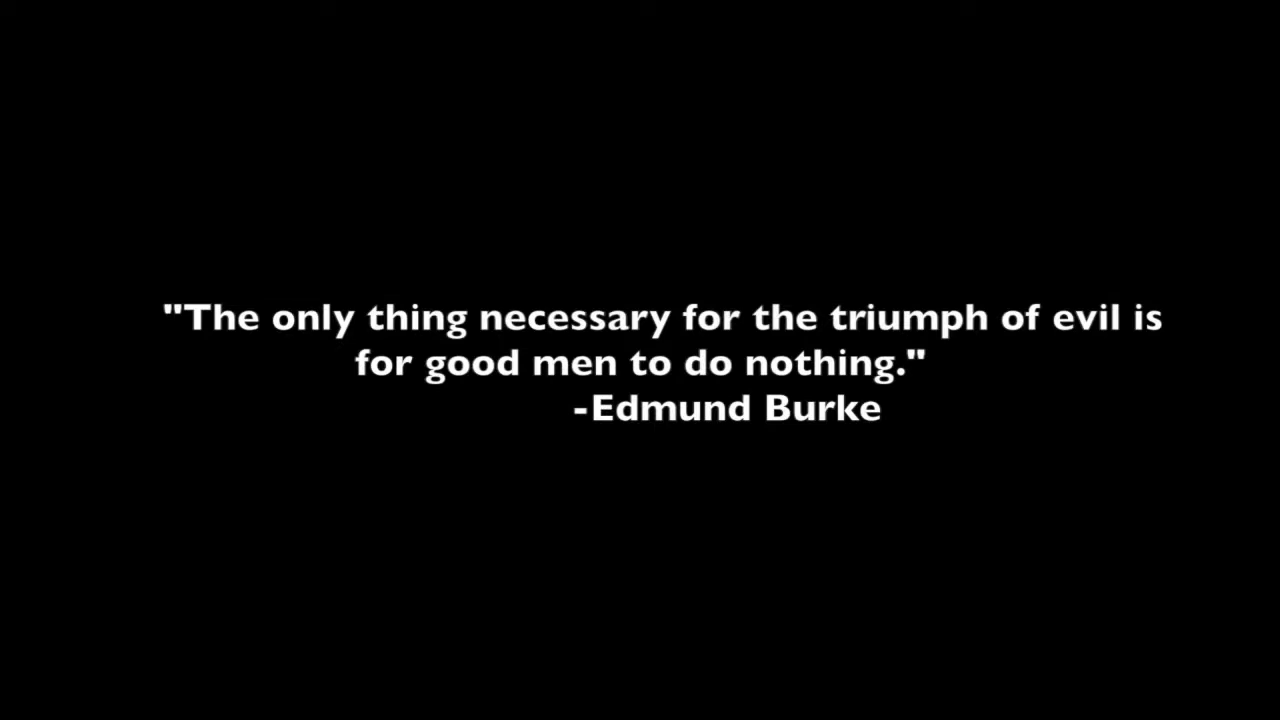 "The only thing necessary for the triumph of evil is
for good men to do nothing."
-Edmund Burke